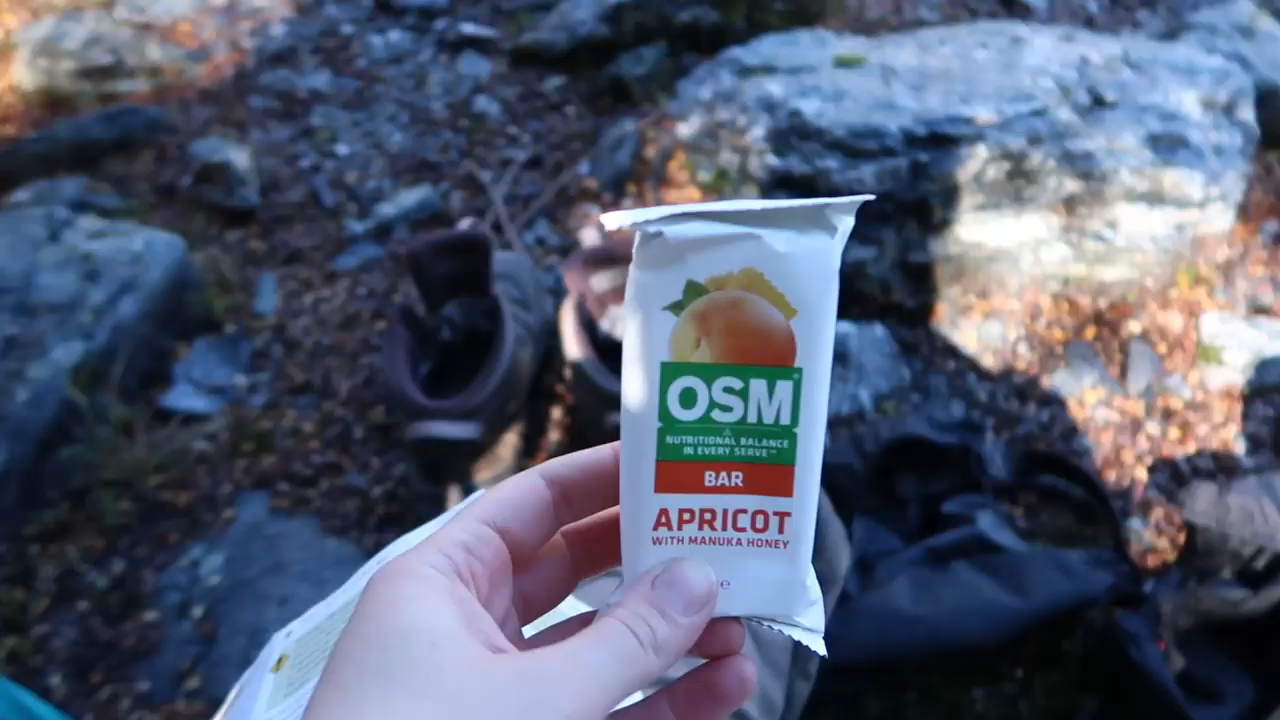 OSM
NUTRITIONAL BALANCE
IN EVERY SERVE™
BAR
APRICOT
WITH MANUKA HONEY
e